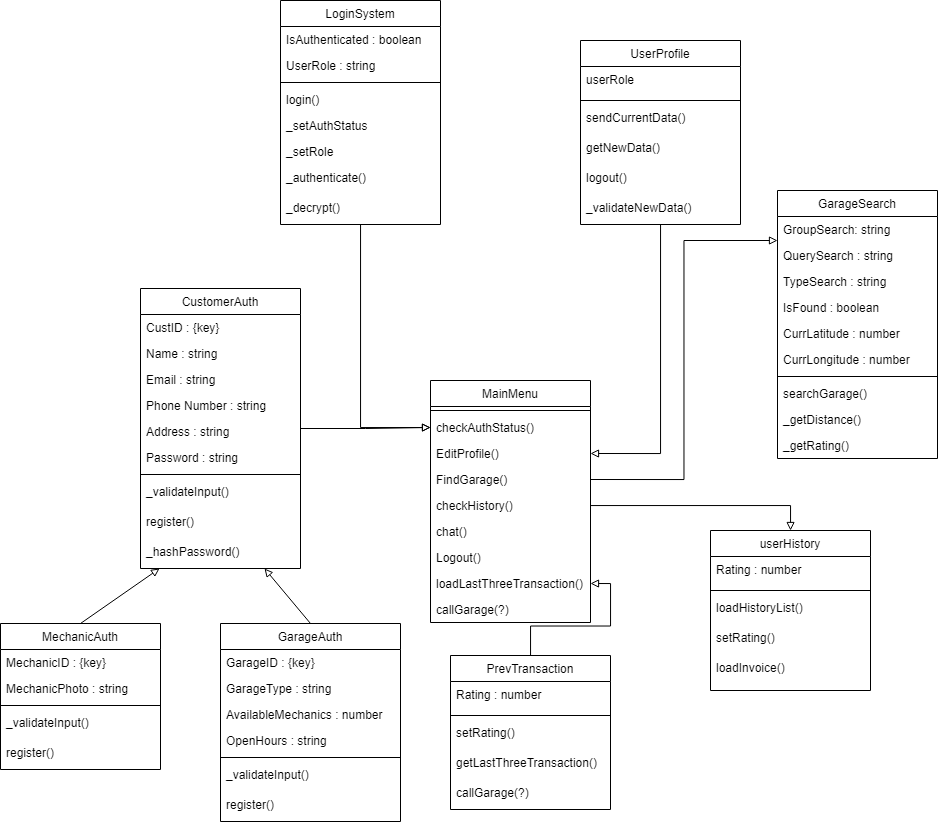 LoginSystem
IsAuthenticated : boolean
UserRole : string
login()
_setAuthStatus
_setRole
_authenticate()
_decrypt()
UserProfile
userRole
sendCurrentData()
getNewData()
logout()
_validateNewData()
GarageSearch
GroupSearch: string
QuerySearch : string
TypeSearch : string
IsFound : boolean
CurrLatitude : number
CurrLongitude : number
searchGarage()
_getDistance()
_getRating()
CustomerAuth
CustID : {key}
Name : string
Email : string
Phone Number : string
Address : string
Password : string
_validateInput()
register()
_hashPassword()
MainMenu
checkAuthStatus()
EditProfile()
FindGarage()
checkHistory()
chat()
Logout()
loadLastThreeTransaction()
callGarage(?)
userHistory
Rating : number
loadHistoryList()
setRating()
loadInvoice()
MechanicAuth
MechanicID : {key}
MechanicPhoto : string
_validateInput()
register()
GarageAuth
GarageID : {key}
GarageType : string
AvailableMechanics : number
OpenHours : string
_validateInput()
register()
PrevTransaction
Rating : number
setRating()
getLastThreeTransaction()
callGarage(?)